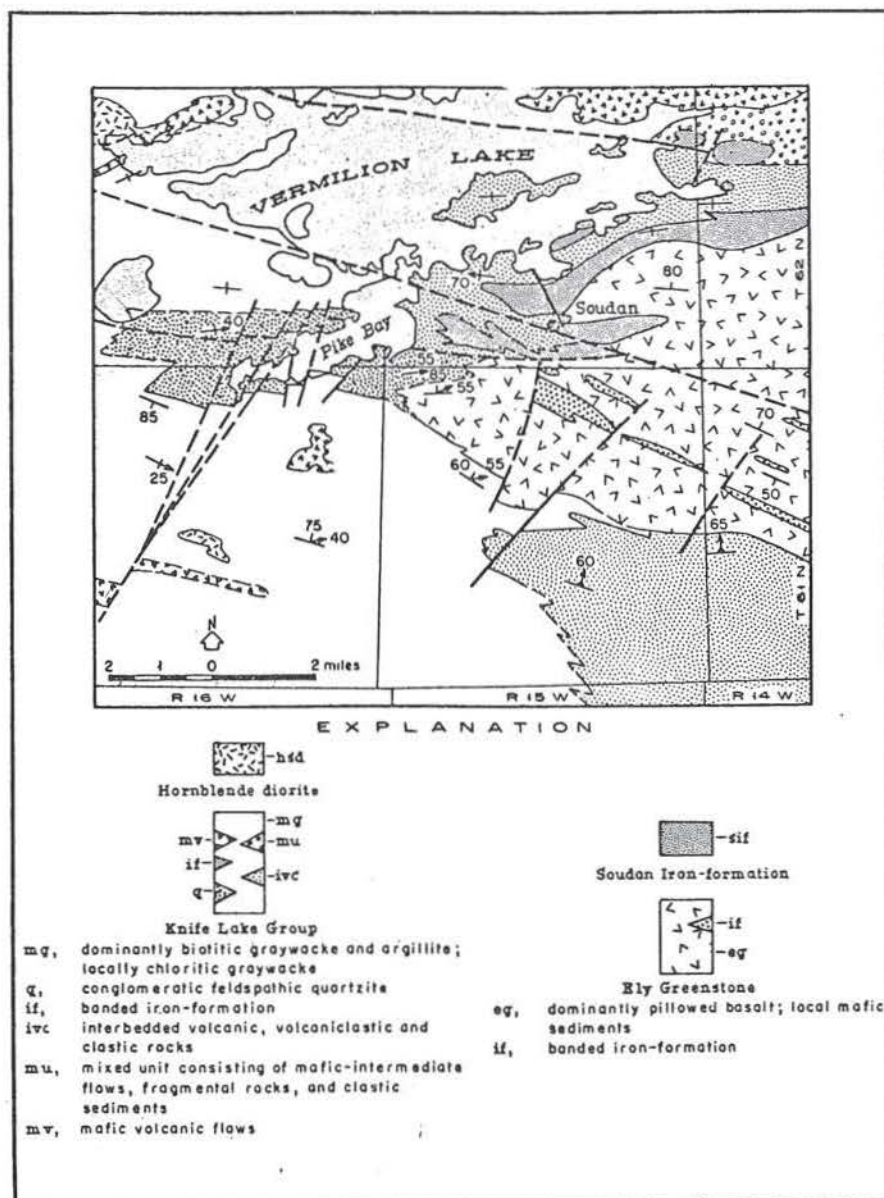 VERMILION LAKE
70
80
Soudan
N
T 62
40
Pike Bay
55
85
55
85
70
25
60
55
50
75
40
65
60
T 61 N
N
2 1 0 2 miles
R 16 W R 15 W R 14 W
EXPLANATION
hsd
Hornblende diorite
mg
mv
mu
if
ivc
q
Knife Lake Group
mg, dominantly biotitic graywacke and argillite;
locally chloritic graywacke
q, conglomeratic feldspathic quartzite
if, banded iron-formation
ivc interbedded volcanic, volcaniclastic and
clastic rocks
mu, mixed unit consisting of mafic-intermediate
flows, fragmental rocks, and clastic
sediments
mv, mafic volcanic flows
sif
Soudan Iron-formation
if
eg
Ely Greenstone
eg, dominantly pillowed basalt; local mafic
sediments
if, banded iron-formation